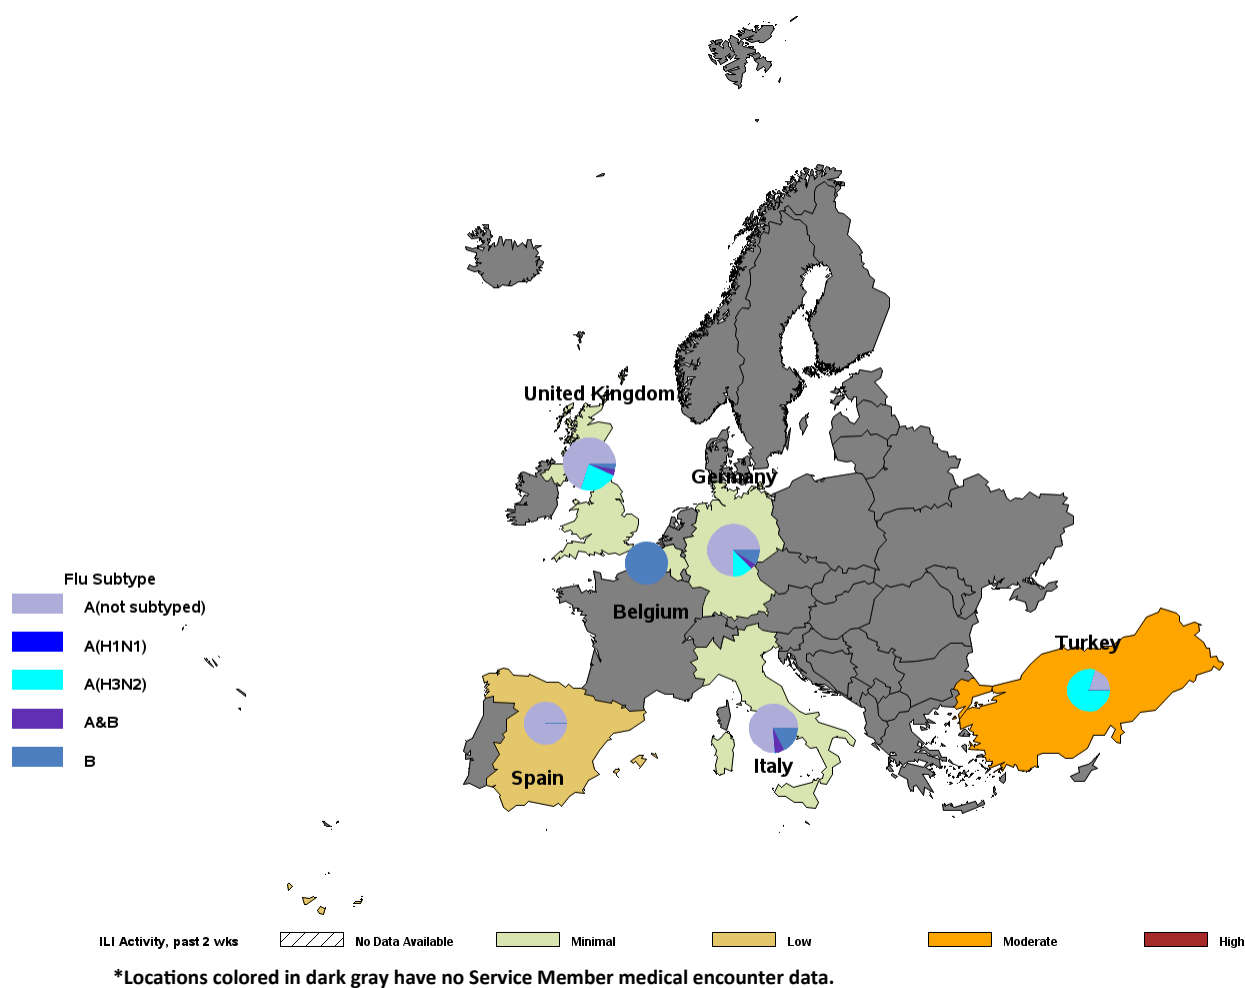 United Kingdom
Germany
Flu Subtype
A(not subtyped)
Belgium
A(H1N1)
Turkey
A(H3N2)
A&B
B
Italy
Spain
ILI Activity, past 2 wks
No Data Available
Minimal
Low
Moderate
High
*Locations colored in dark gray have no Service Member medical encounter data.